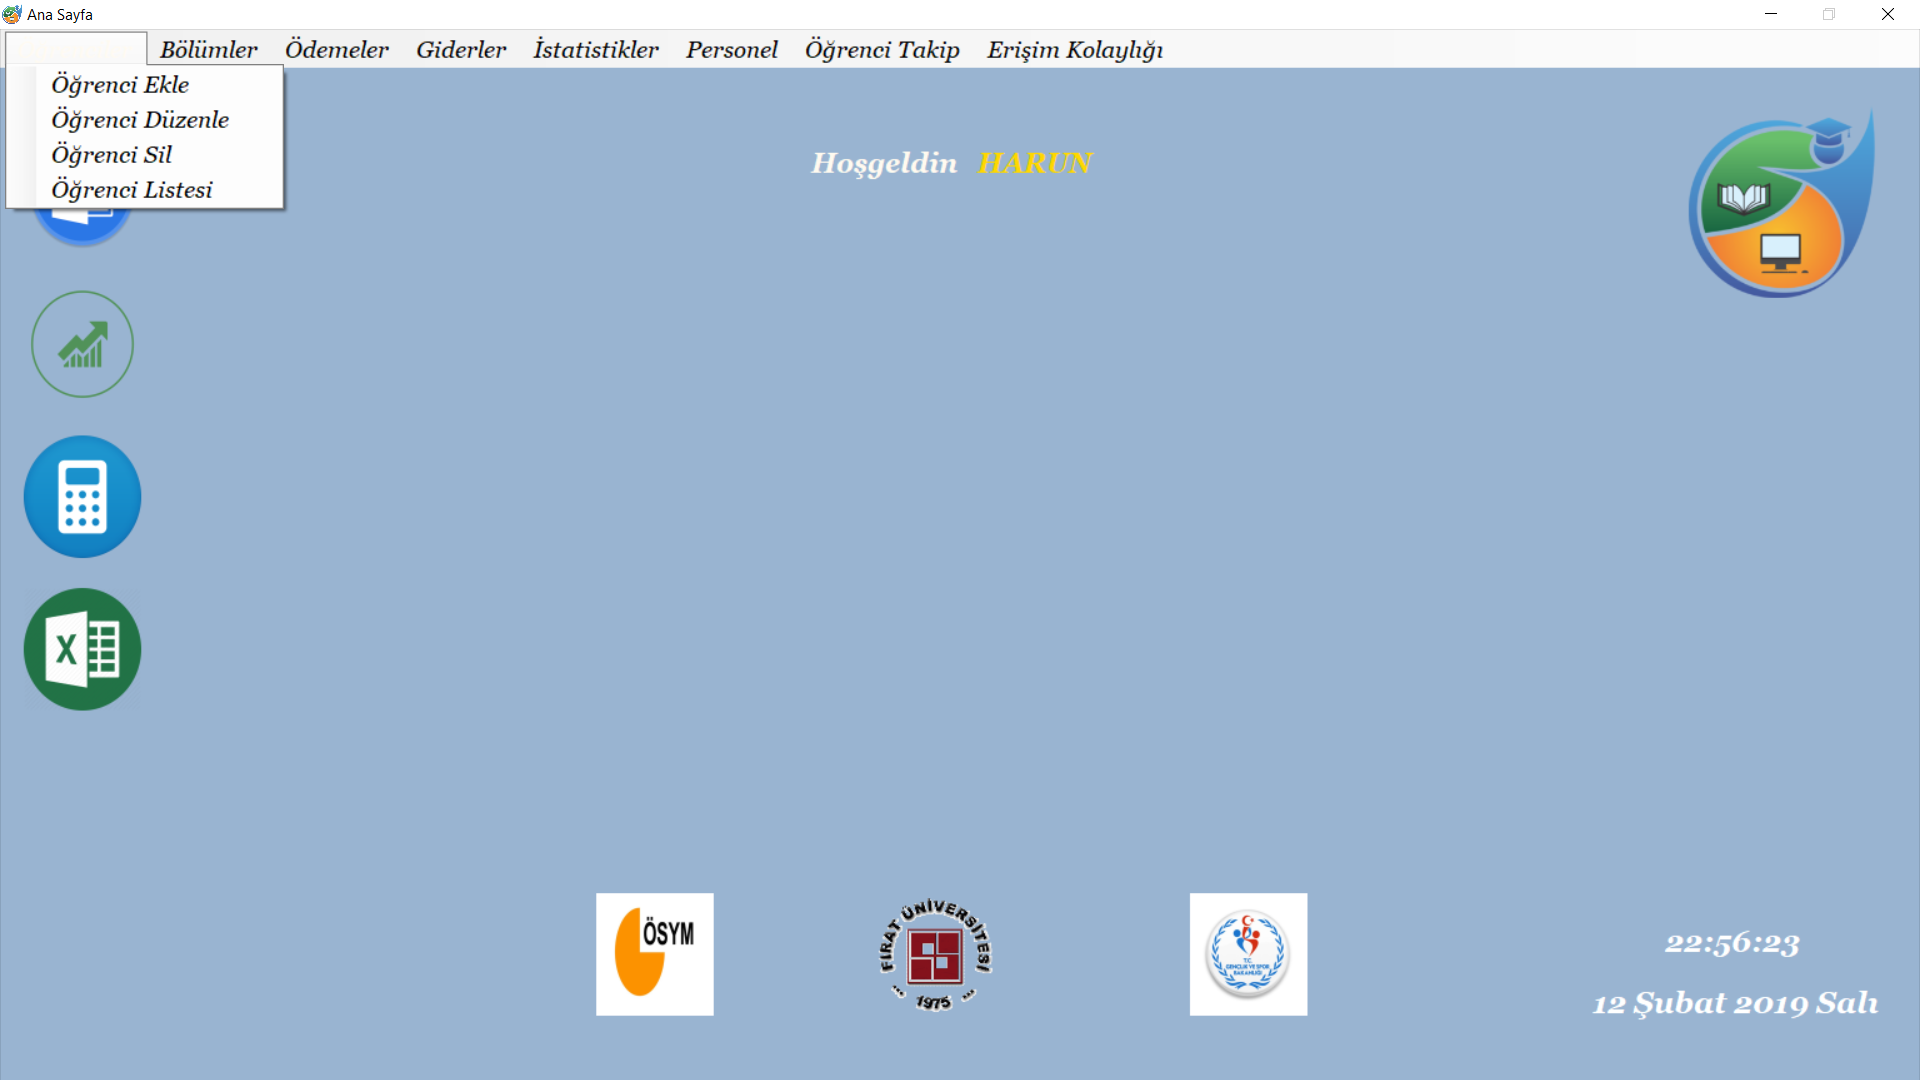 Ana Sayfa
Bölümler Ödemeler Giderler İstatistikler Personel Öğrenci Takip Erişim Kolaylığı
Öğrenci Ekle
Öğrenci Düzenle
Öğrenci Sil
Öğrenci Listesi
Hoşgeldin HARUN
X
ÖSYM
FIRAT ÜNİVERSİTESİ
1975
T.C.
GENÇLİK VE SPOR
BAKANLIĞI
22:56:23
12 Şubat 2019 Salı